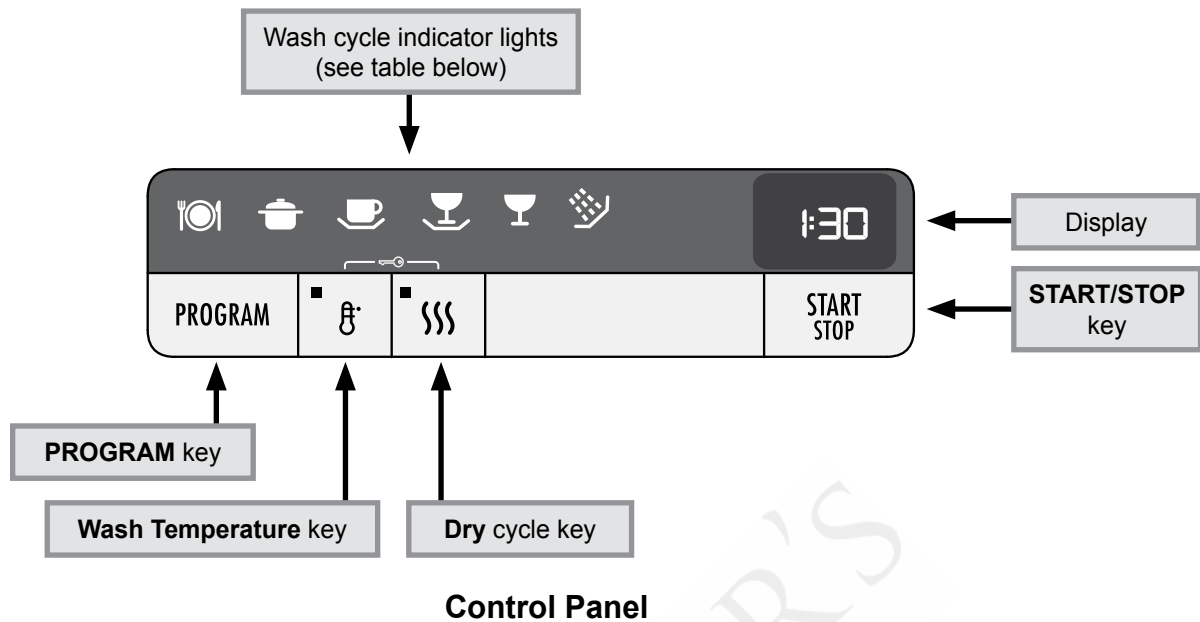 Wash cycle indicator lights
(see table below)
1:30
Display
PROGRAM
START
STOP
START/STOP
key
PROGRAM key
Wash Temperature key
Dry cycle key
Control Panel